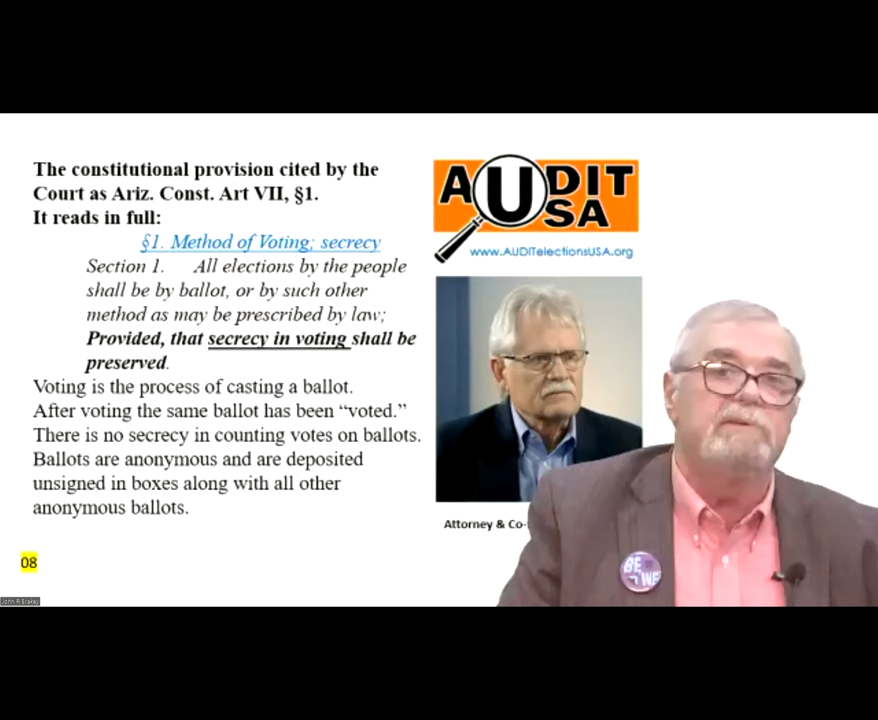 The constitutional provision cited by the
Court as Ariz. Const. Art VII, §1.
It reads in full:
§1. Method of Voting; secrecy
Section 1. All elections by the people
shall be by ballot, or by such other
method as may be prescribed by law;
Provided, that secrecy in voting shall be
preserved.
Voting is the process of casting a ballot.
After voting the same ballot has been “voted.”
There is no secrecy in counting votes on ballots.
Ballots are anonymous and are deposited
unsigned in boxes along with all other
anonymous ballots.
08
AUDIT
USA
www.AUDITelectionsUSA.org
Attorney & Co-
BE
John R Brakey